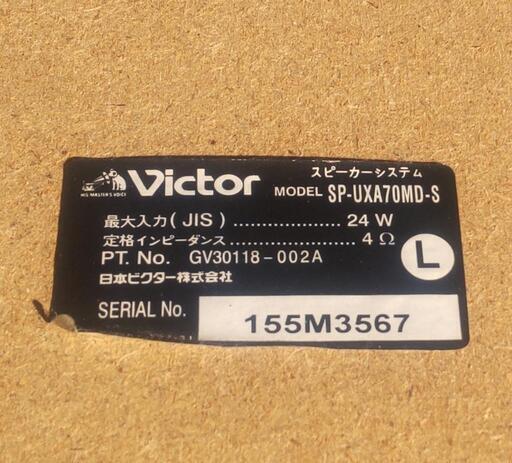 HIS MASTER'S VOICE
Victor
スピーカーシステム
MODEL SP-UXA70MD-S
最大入力(JIS) ........................ 24 W
定格インピーダンス ...................... 4 Ω
PT. No. GV30118-002A
日本ビクター株式会社
L
SERIAL No. 155M3567